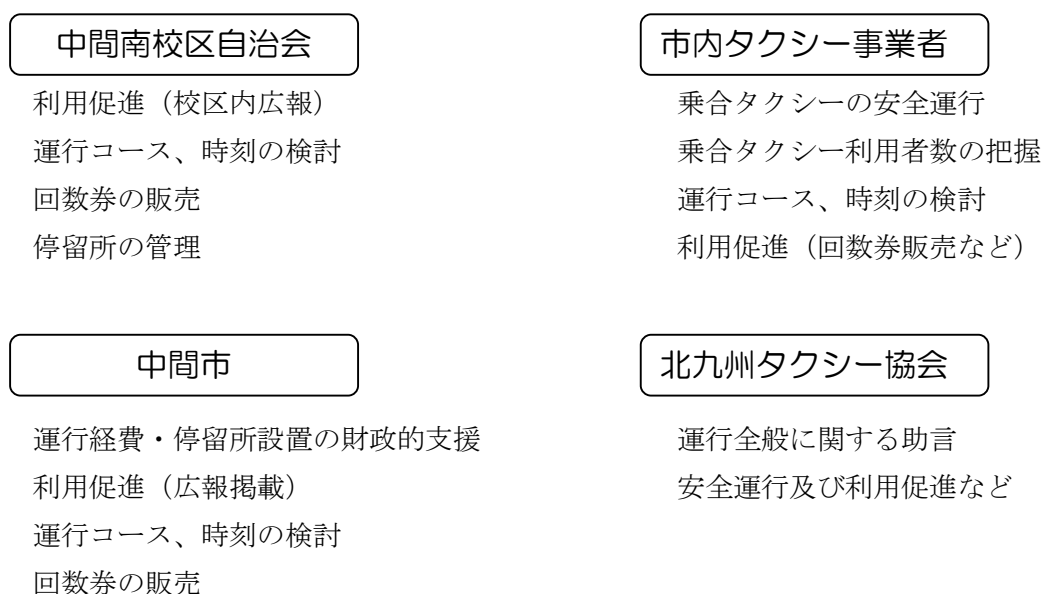 中間南校区自治会
利用促進（校区内広報）
運行コース、時刻の検討
回数券の販売
停留所の管理
市内タクシー事業者
乗合タクシーの安全運行
乗合タクシー利用者数の把握
運行コース、時刻の検討
利用促進（回数券販売など）
中間市
運行経費・停留所設置の財政的支援
利用促進（広報掲載）
運行コース、時刻の検討
回数券の販売
北九州タクシー協会
運行全般に関する助言
安全運行及び利用促進など